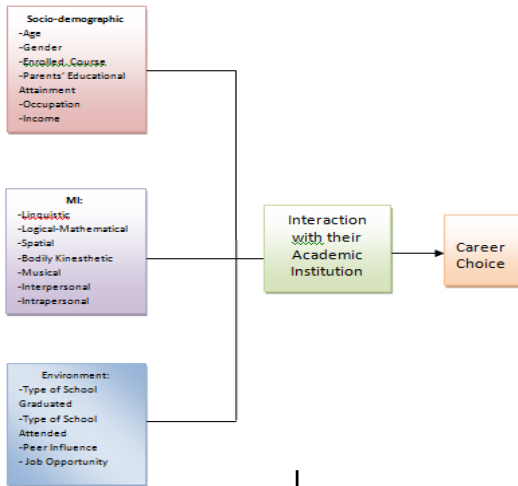 Socio-demographic
-Age
-Gender
-Enrolled Course
-Parents' Educational
Attainment
-Occupation
-Income
MI:
-Linguistic
-Logical-Mathematical
-Spatial
-Bodily Kinesthetic
-Musical
-Interpersonal
-Intrapersonal
Environment:
-Type of School
Graduated
-Type of School
Attended
-Peer Influence
- Job Opportunity
Interaction
with their
Academic
Institution
Career
Choice